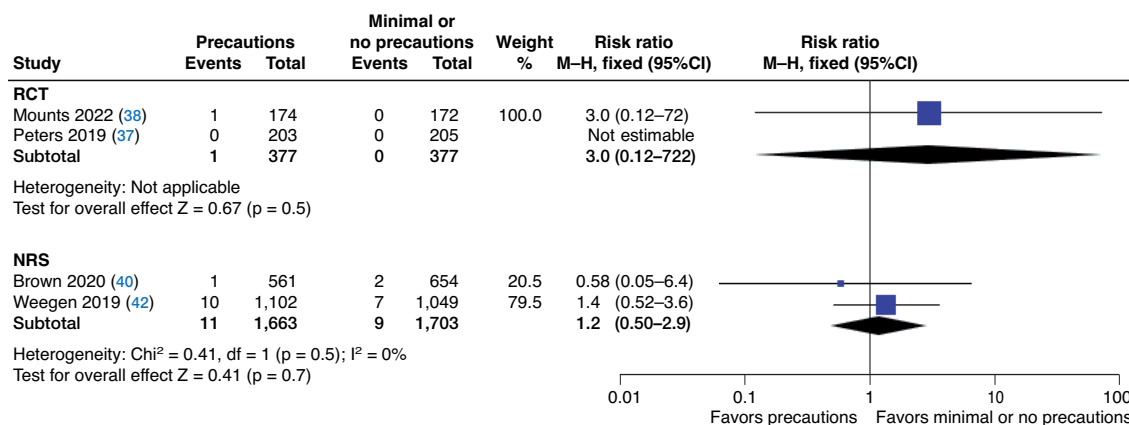 Minimal or
Precautions no precautions Weight Risk ratio Risk ratio
Study Events Total Events Total % M–H, fixed (95%CI) M–H, fixed (95%CI)
RCT
Mounts 2022 (38) 1 174 0 172 100.0 3.0 (0.12–72)
Peters 2019 (37) 0 203 0 205 Not estimable
Subtotal 1 377 0 377 3.0 (0.12–722)
Heterogeneity: Not applicable
Test for overall effect Z = 0.67 (p = 0.5)
NRS
Brown 2020 (40) 1 561 2 654 20.5 0.58 (0.05–6.4)
Weegen 2019 (42) 10 1,102 7 1,049 79.5 1.4 (0.52–3.6)
Subtotal 11 1,663 9 1,703 1.2 (0.50–2.9)
Heterogeneity: Chi² = 0.41, df = 1 (p = 0.5); I² = 0%
Test for overall effect Z = 0.41 (p = 0.7)
0.01 0.1 1 10 100
Favors precautions Favors minimal or no precautions